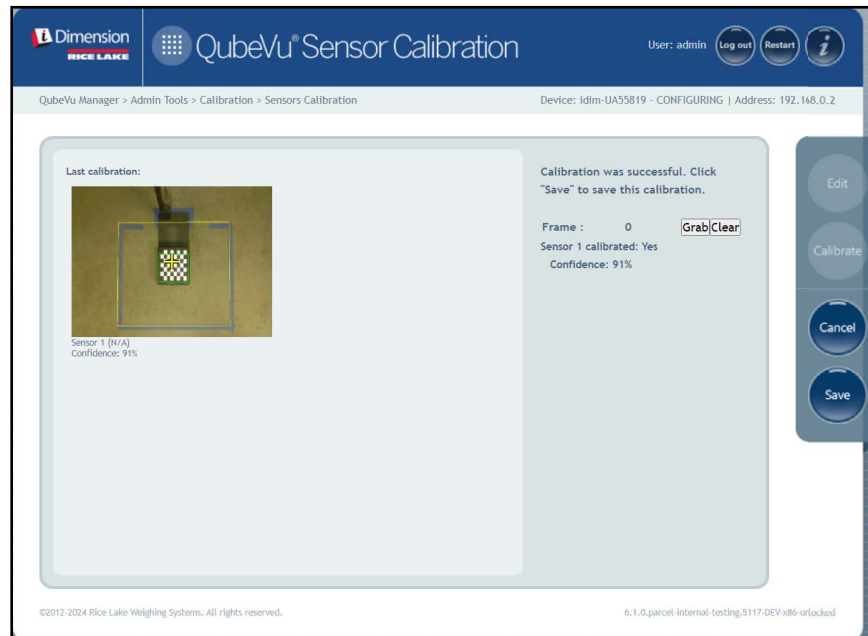 iDimension
RICE LAKE
QubeVu® Sensor Calibration
User: admin
Log out
Restart
i
QubeVu Manager > Admin Tools > Calibration > Sensors Calibration
Device: idim-UA55819 - CONFIGURING | Address: 192.168.0.2
Last calibration:
Sensor 1 (N/A)
Confidence: 91%
Calibration was successful. Click
"Save" to save this calibration.
Frame : 0 Grab Clear
Sensor 1 calibrated: Yes
Confidence: 91%
Edit
Calibrate
Cancel
Save
©2012-2024 Rice Lake Weighing Systems. All rights reserved.
6.1.0.parcel-internal-testing.5117-DEV-x86-urlocked